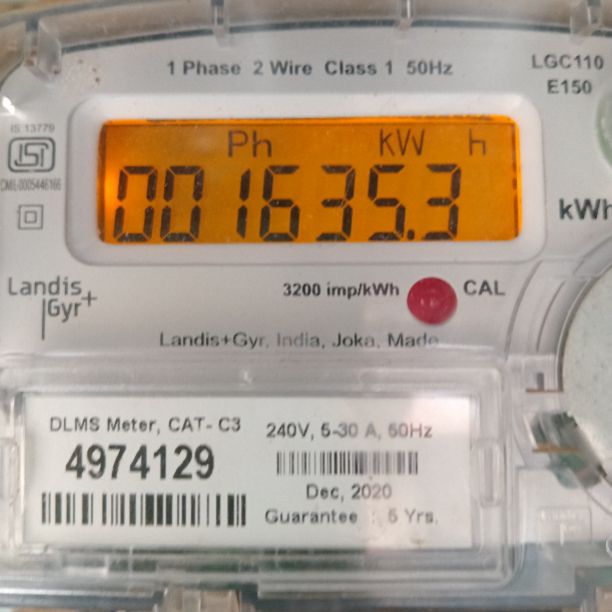 1 Phase 2 Wire Class 1 50Hz
LGC110
E150
IS 13779
CM/L-0005446166
Ph kW h
001635.3
kWh
Landis
Gyr+
3200 imp/kWh CAL
Landis+Gyr, India, Joka, Made
DLMS Meter, CAT- C3
4974129
240V, 5-30 A, 50Hz
Dec, 2020
Guarantee : 5 Yrs.